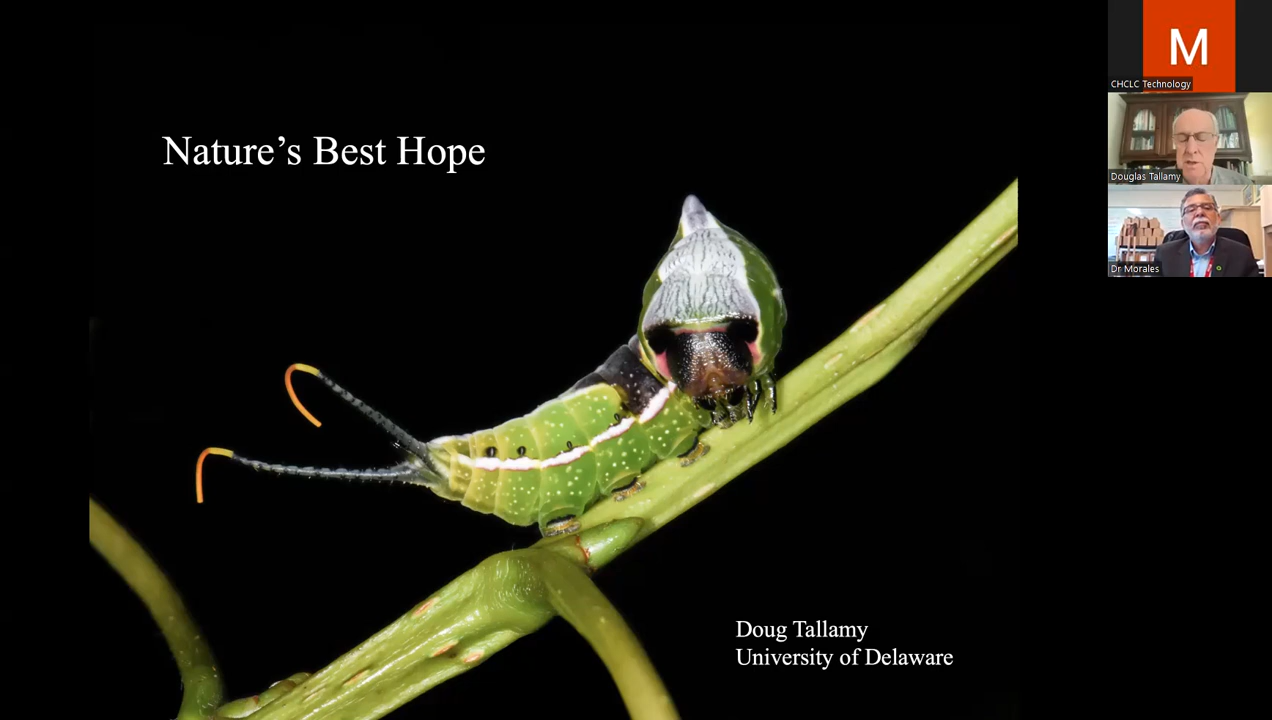 Nature’s Best Hope
Doug Tallamy
University of Delaware
M
CHCLC Technology
Douglas Tallamy
Dr Morales